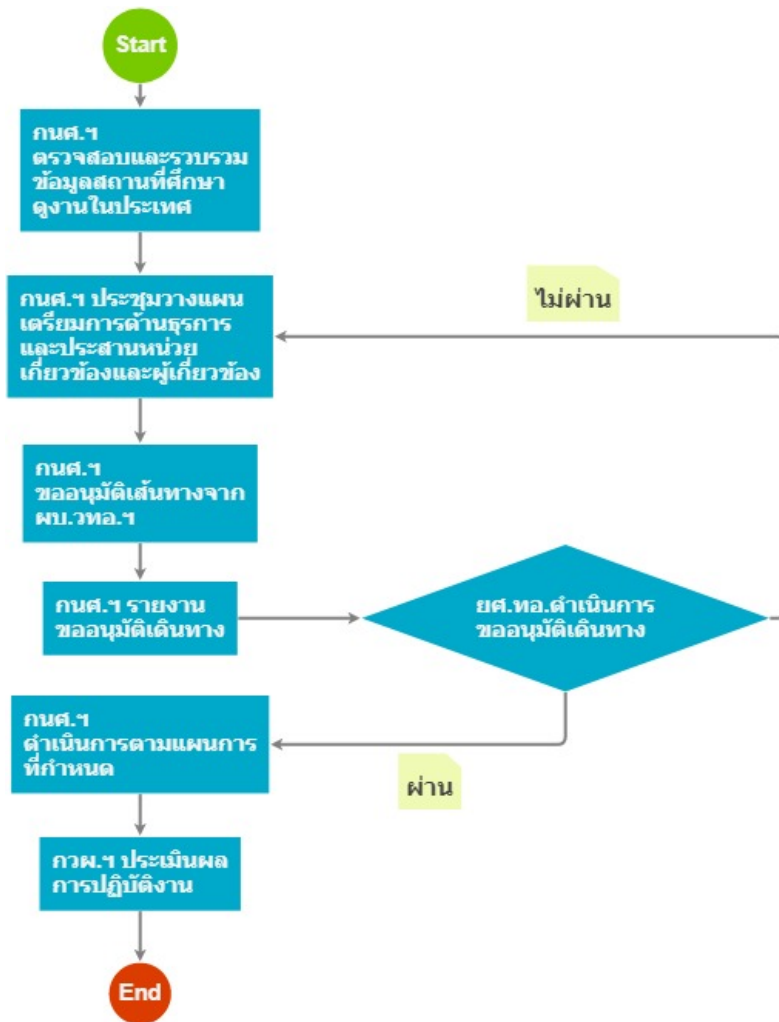 Start
กนศ.ฯ
ตรวจสอบและรวบรวม
ข้อมูลสถานที่ศึกษา
ดูงานในประเทศ
กนศ.ฯ ประชุมวางแผน
เตรียมการด้านธุรการ
และประสานหน่วย
เกี่ยวข้องและผู้เกี่ยวข้อง
ไม่ผ่าน
กนศ.ฯ
ขออนุมัติเส้นทางจาก
ผบ.วทอ.ฯ
กนศ.ฯ รายงาน
ขออนุมัติเดินทาง
ยศ.ทอ.ดำเนินการ
ขออนุมัติเดินทาง
กนศ.ฯ
ดำเนินการตามแผนการ
ที่กำหนด
ผ่าน
กวผ.ฯ ประเมินผล
การปฏิบัติงาน
End